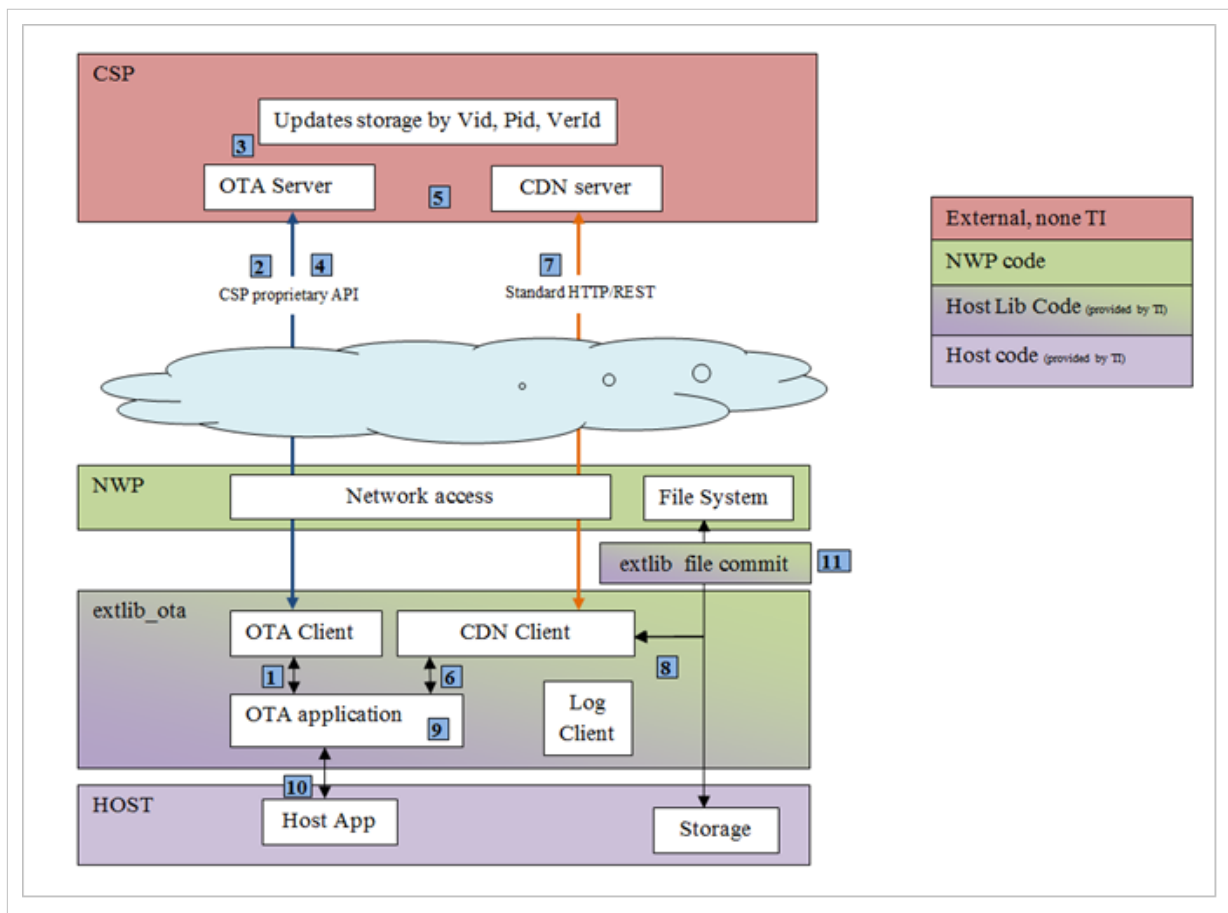 CSP
Updates storage by Vid, Pid, VerId
3
OTA Server
5
CDN server
2
4
CSP proprietary API
7
Standard HTTP/REST
External, none TI
NWP code
Host Lib Code (provided by TI)
Host code (provided by TI)
NWP
Network access
File System
extlib file commit
11
extlib_ota
OTA Client
CDN Client
1
6
8
OTA application
9
Log
Client
10
HOST
Host App
Storage